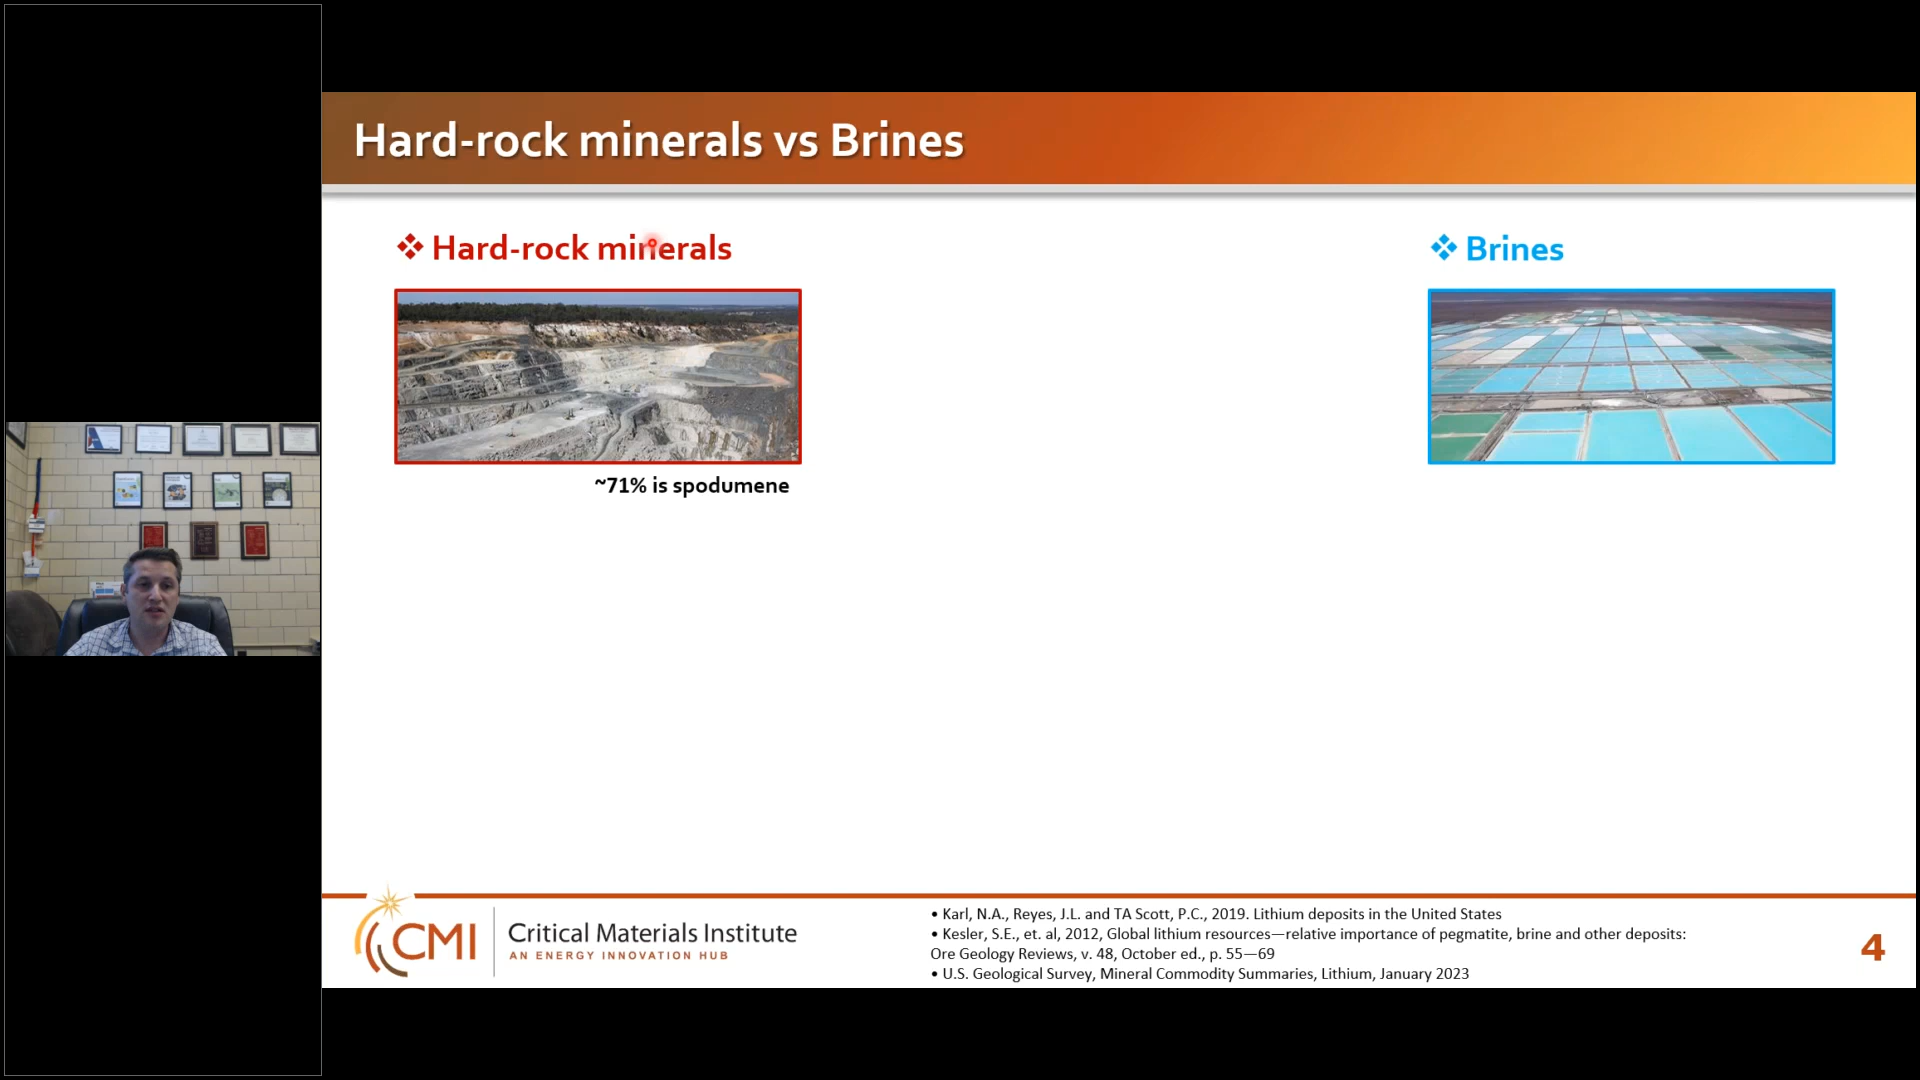 Hard-rock minerals vs Brines
❖ Hard-rock minerals
❖ Brines
~71% is spodumene
CMI
Critical Materials Institute
AN ENERGY INNOVATION HUB
• Karl, N.A., Reyes, J.L. and TA Scott, P.C., 2019. Lithium deposits in the United States
• Kesler, S.E., et. al, 2012, Global lithium resources—relative importance of pegmatite, brine and other deposits:
Ore Geology Reviews, v. 48, October ed., p. 55—69
• U.S. Geological Survey, Mineral Commodity Summaries, Lithium, January 2023
4